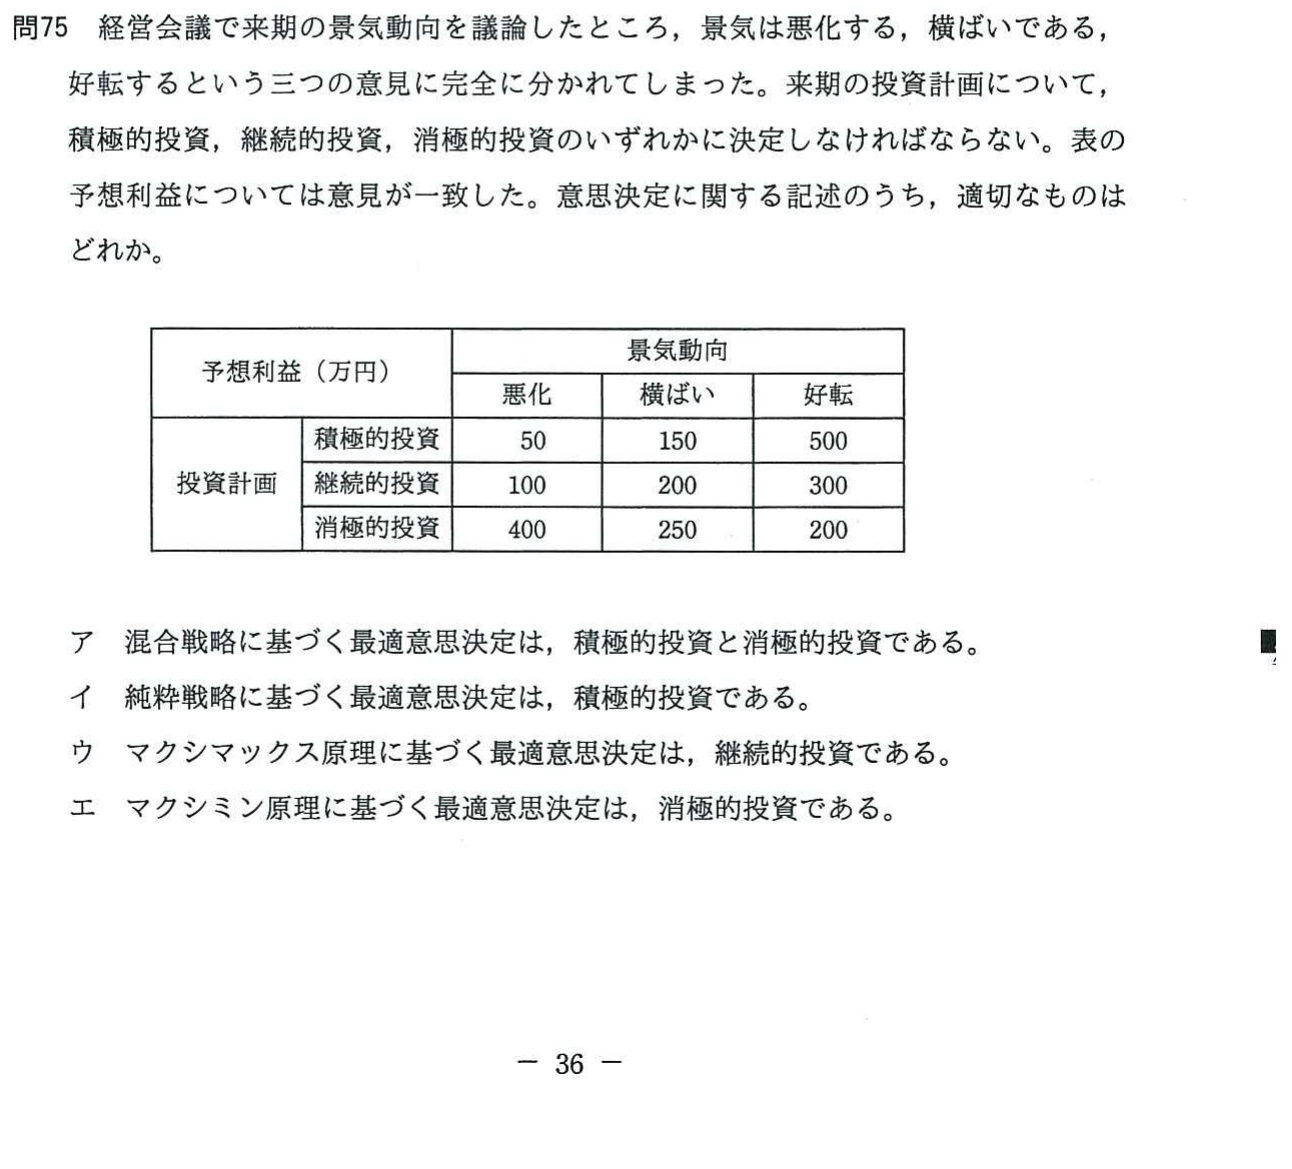 問75　経営会議で来期の景気動向を議論したところ，景気は悪化する，横ばいである，
好転するという三つの意見に完全に分かれてしまった。来期の投資計画について，
積極的投資，継続的投資，消極的投資のいずれかに決定しなければならない。表の
予想利益については意見が一致した。意思決定に関する記述のうち，適切なものは
どれか。
予想利益（万円） 景気動向
悪化 横ばい 好転
投資計画 積極的投資 50 150 500
継続的投資 100 200 300
消極的投資 400 250 200
ア　混合戦略に基づく最適意思決定は，積極的投資と消極的投資である。
イ　純粋戦略に基づく最適意思決定は，積極的投資である。
ウ　マクシマックス原理に基づく最適意思決定は，継続的投資である。
エ　マクシミン原理に基づく最適意思決定は，消極的投資である。
－ 36 －